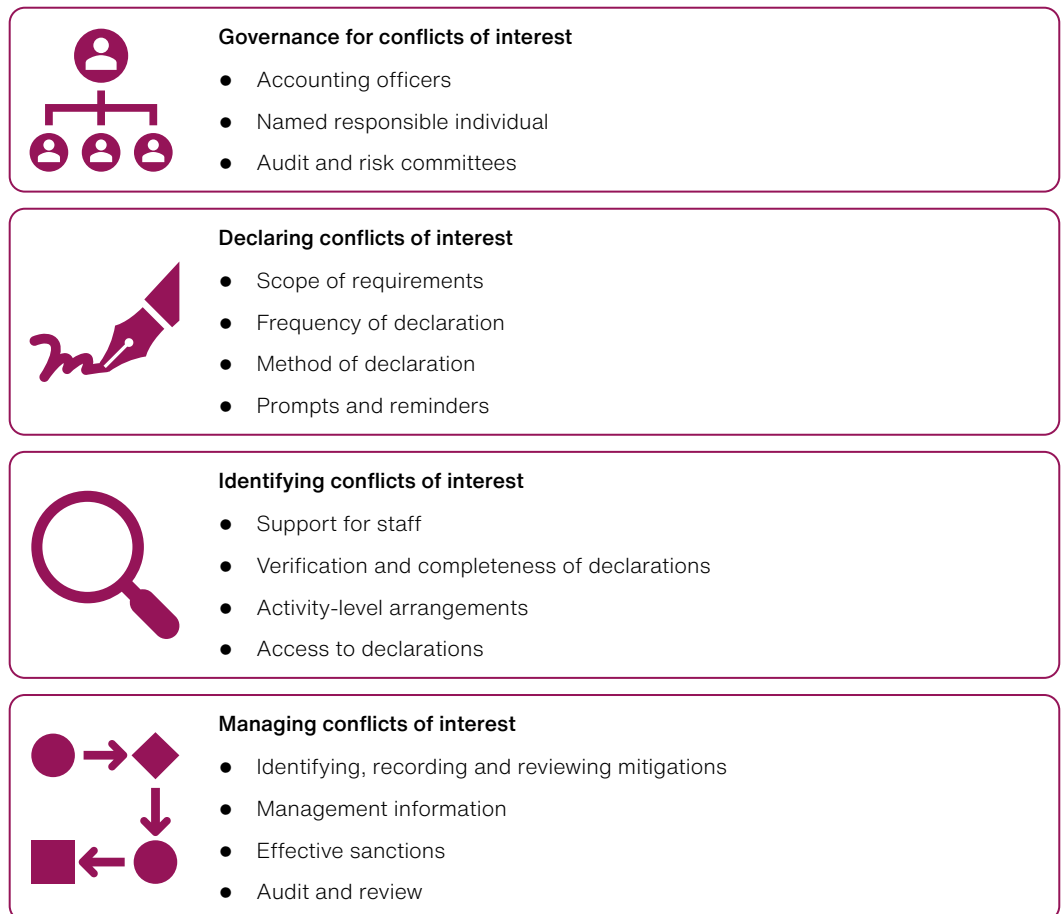 Governance for conflicts of interest
● Accounting officers
● Named responsible individual
● Audit and risk committees
Declaring conflicts of interest
● Scope of requirements
● Frequency of declaration
● Method of declaration
● Prompts and reminders
Identifying conflicts of interest
● Support for staff
● Verification and completeness of declarations
● Activity-level arrangements
● Access to declarations
Managing conflicts of interest
● Identifying, recording and reviewing mitigations
● Management information
● Effective sanctions
● Audit and review